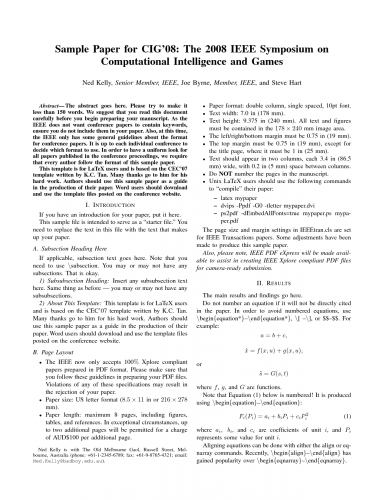 Sample Paper for CIG'08: The 2008 IEEE Symposium on
Computational Intelligence and Games
Ned Kelly, Senior Member, IEEE, Joe Byrne, Member, IEEE, and Steve Hart
Abstract—The abstract goes here. Please try to make it
less than 150 words. We suggest that you read this document
carefully before you begin preparing your manuscript. As the
IEEE does not want conference papers to contain keywords,
ensure you do not include them in your paper. Also, at this time,
the IEEE only has some general guidelines about the format
for conference papers. It is up to each individual conference to
decide which format to use. In order to have a uniform look for
all papers published in the conference proceedings, we require
that every author follow the format of this sample paper.
This template is for LaTeX users and is based on the CEC'07
template written by K.C. Tan. Many thanks go to him for his
hard work. Authors should use this sample paper as a guide
in the production of their paper. Word users should download
and use the template files posted on the conference website.
I. INTRODUCTION
If you have an introduction for your paper, put it here.
This sample file is intended to serve as a "starter file." You
need to replace the text in this file with the text that makes
up your paper.
A. Subsection Heading Here
If applicable, subsection text goes here. Note that you
need to use \subsection. You may or may not have any
subsections. That is okay.
1) Subsubsection Heading: Insert any subsubsection text
here. Same thing as before — you may or may not have any
subsubsections.
2) About This Template: This template is for LaTeX users
and is based on the CEC'07 template written by K.C. Tan.
Many thanks go to him for his hard work. Authors should
use this sample paper as a guide in the production of their
paper. Word users should download and use the template files
posted on the conference website.
B. Page Layout
• The IEEE now only accepts 100% Xplore compliant
papers prepared in PDF format. Please make sure that
you follow these guidelines in preparing your PDF files.
Violations of any of these specifications may result in
the rejection of your paper.
• Paper size: US letter format (8.5 × 11 in or 216 × 278
mm).
• Paper length: maximum 8 pages, including figures,
tables, and references. In exceptional circumstances, up
to two additional pages will be permitted for a charge
of AUD$100 per additional page.
Ned Kelly is with The Old Melbourne Gaol, Russell Street, Mel-
bourne, Australia (phone: +61-1-2345-6789; fax: +61-0-8765-4321; email:
Ned.Kelly@badboy.edu.au).
• Paper format: double column, single spaced, 10pt font.
• Text width: 7.0 in (178 mm).
• Text height: 9.375 in (240 mm). All text and figures
must be contained in the 178 × 240 mm image area.
• The left/right/bottom margin must be 0.75 in (19 mm).
• The top margin must be 0.75 in (19 mm), except for
the title page, where it must be 1 in (25 mm).
• Text should appear in two columns, each 3.4 in (86.5
mm) wide, with 0.2 in (5 mm) space between columns.
• Do NOT number the pages in the manuscript.
• Unix LaTeX users should use the following commands
to "compile" their paper:
– latex mypaper
– dvips -Ppdf -G0 -tletter mypaper.dvi
– ps2pdf -dEmbedAllFonts=true mypaper.ps mypa-
per.pdf
The page size and margin settings in IEEEtran.cls are set
for IEEE Transactions papers. Some adjustments have been
made to produce this sample paper.
Also, please note, IEEE PDF eXpress will be made avail-
able to assist in creating IEEE Xplore compliant PDF files
for camera-ready submission.
II. RESULTS
The main results and findings go here.
Do not number an equation if it will not be directly cited
in the paper. In order to avoid numbered equations, use
\begin{equation*}–\end{equation*}, \[ –\], or $$–$$. For
example:
a = b + c,
ẋ = f(x, u) + g(x, u),
or
ŝ = G(s, t)
where f, g, and G are functions.
Note that Equation (1) below is numbered! It is produced
using \begin{equation}–\end{equation}:
Fᵢ(Pᵢ) = aᵢ + bᵢPᵢ + cᵢPᵢ² (1)
where aᵢ, bᵢ, and cᵢ are coefficients of unit i, and Pᵢ
represents some value for unit i.
Aligning equations can be done with either the align or eq-
narray commands. Recently, \begin{align}–\end{align} has
gained popularity over \begin{eqnarray}–\end{eqnarray}.